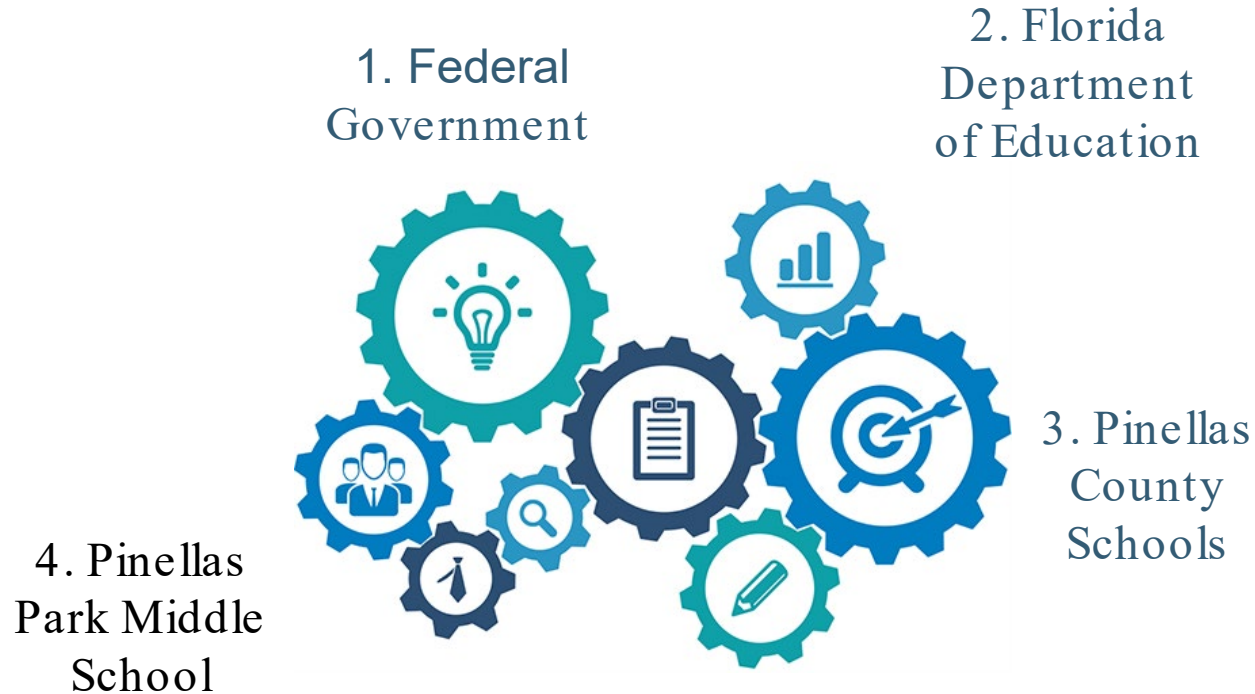 1. Federal
Government
2. Florida
Department
of Education
3. Pinellas
County
Schools
4. Pinellas
Park Middle
School